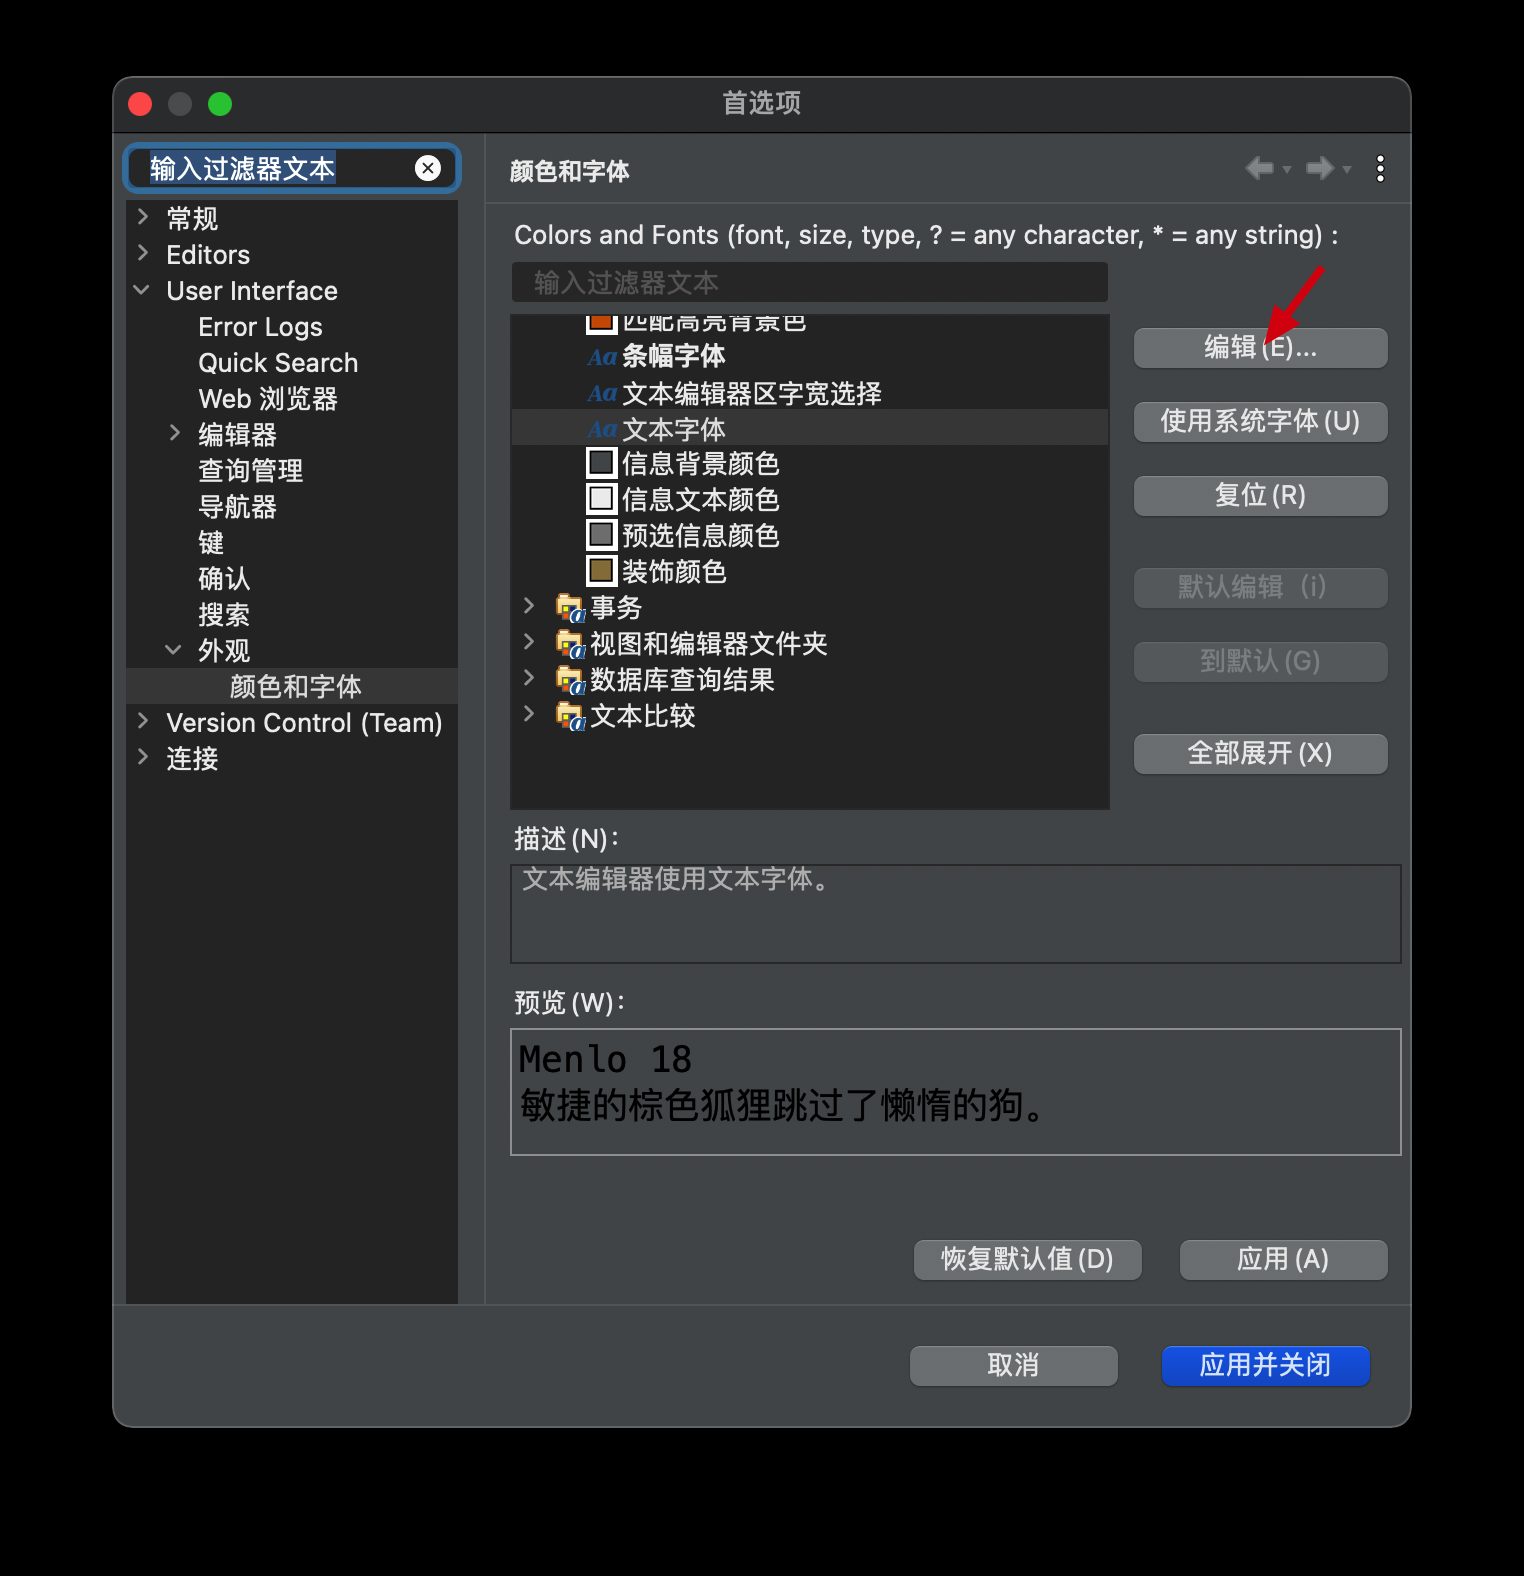 首选项
输入过滤器文本
常规
Editors
User Interface
Error Logs
Quick Search
Web 浏览器
编辑器
查询管理
导航器
键
确认
搜索
外观
颜色和字体
Version Control (Team)
连接
颜色和字体
Colors and Fonts (font, size, type, ? = any character, * = any string) :
输入过滤器文本
匹配高亮背景色
Aa 条幅字体
Aa 文本编辑器区字宽选择
Aa 文本字体
信息背景颜色
信息文本颜色
预选信息颜色
装饰颜色
事务
视图和编辑器文件夹
数据库查询结果
文本比较
编辑(E)...
使用系统字体(U)
复位(R)
默认编辑（i）
到默认(G)
全部展开(X)
描述(N)：
文本编辑器使用文本字体。
预览(W)：
Menlo 18
敏捷的棕色狐狸跳过了懒惰的狗。
恢复默认值(D)
应用(A)
取消
应用并关闭